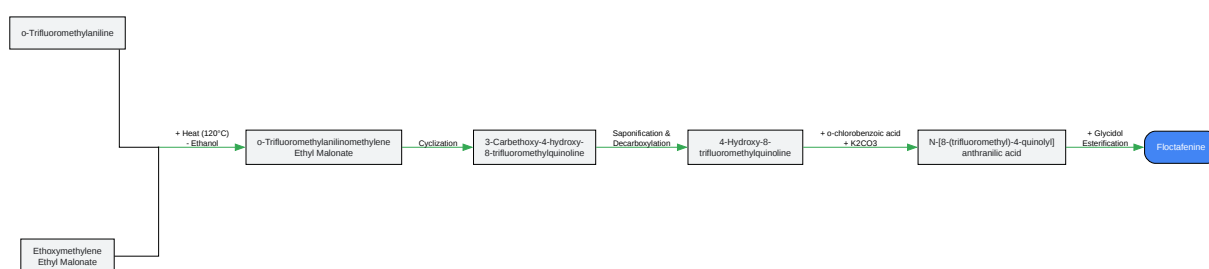 o-Trifluoromethylaniline
+ Heat (120°C)
- Ethanol
o-Trifluoromethylanilinomethylene
Ethyl Malonate
Cyclization
3-Carbethoxy-4-hydroxy-
8-trifluoromethylquinoline
Saponification &
Decarboxylation
4-Hydroxy-8-
trifluoromethylquinoline
+ o-chlorobenzoic acid
+ K2CO3
N-[8-(trifluoromethyl)-4-quinolyl]
anthranilic acid
+ Glycidol
Esterification
Floctafenine
Ethoxymethylene
Ethyl Malonate